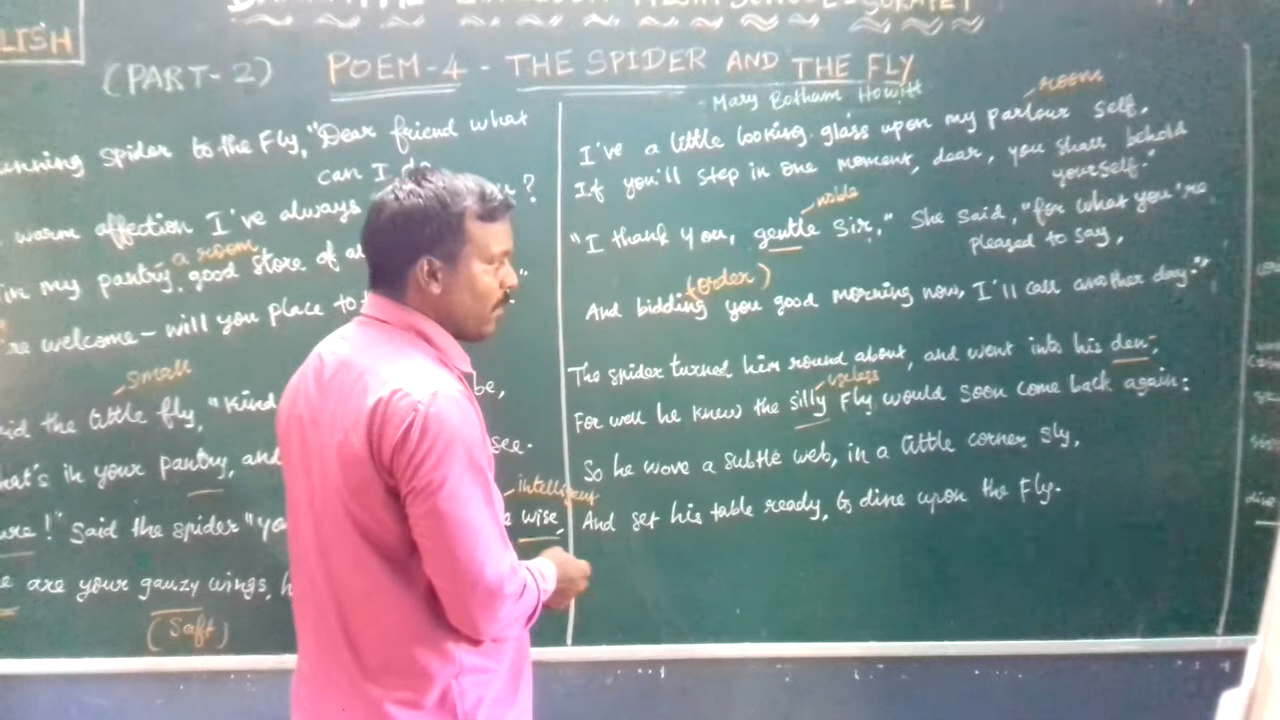 LISH
(PART-2) POEM-4 - THE SPIDER AND THE FLY
- Mary Botham Howitt
spider to the Fly, "Dear friend what
can I
?
warm affection I've always
a room
in my pantry, good store of
're welcome - will you place to
small
the little fly, "kind
be,
in your pantry, and
see.
intelligent
!" Said the spider
wise,
are your gauzy wings,
(Saft)
room
I've a little looking glass upon my parlour self.
If you'll step in one moment, dear, you shall behold
yourself."
noble
"I thank you, gentle Sir," She said, "for what you're
pleased to say,
(order)
And bidding you good morning now, I'll call another day."
The spider turned him round about, and went into his den;
useless
For well he knew the silly Fly would soon come back again:
So he wove a subtle web, in a little corner sly,
And set his table ready, to dine upon the Fly.